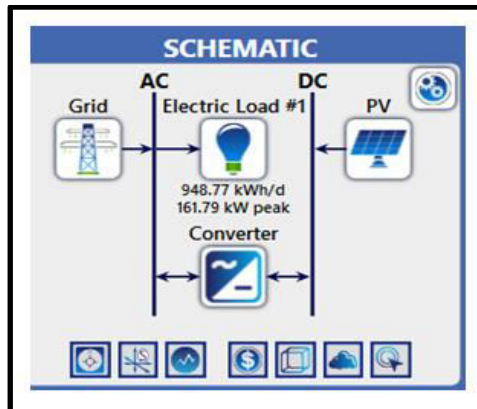 SCHEMATIC
AC DC
Grid Electric Load #1 PV
948.77 kWh/d
161.79 kW peak
Converter